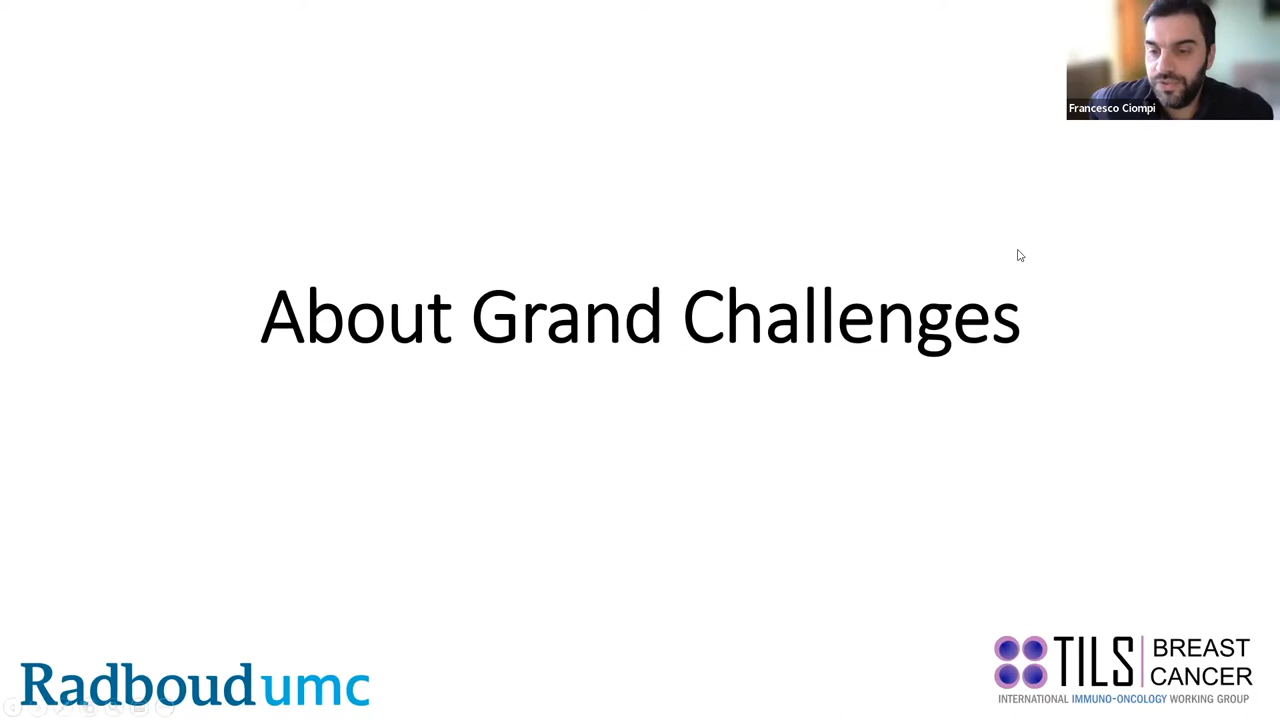 Francesco Ciompi
About Grand Challenges
Radboudumc
TILS
BREAST
CANCER
INTERNATIONAL IMMUNO-ONCOLOGY WORKING GROUP